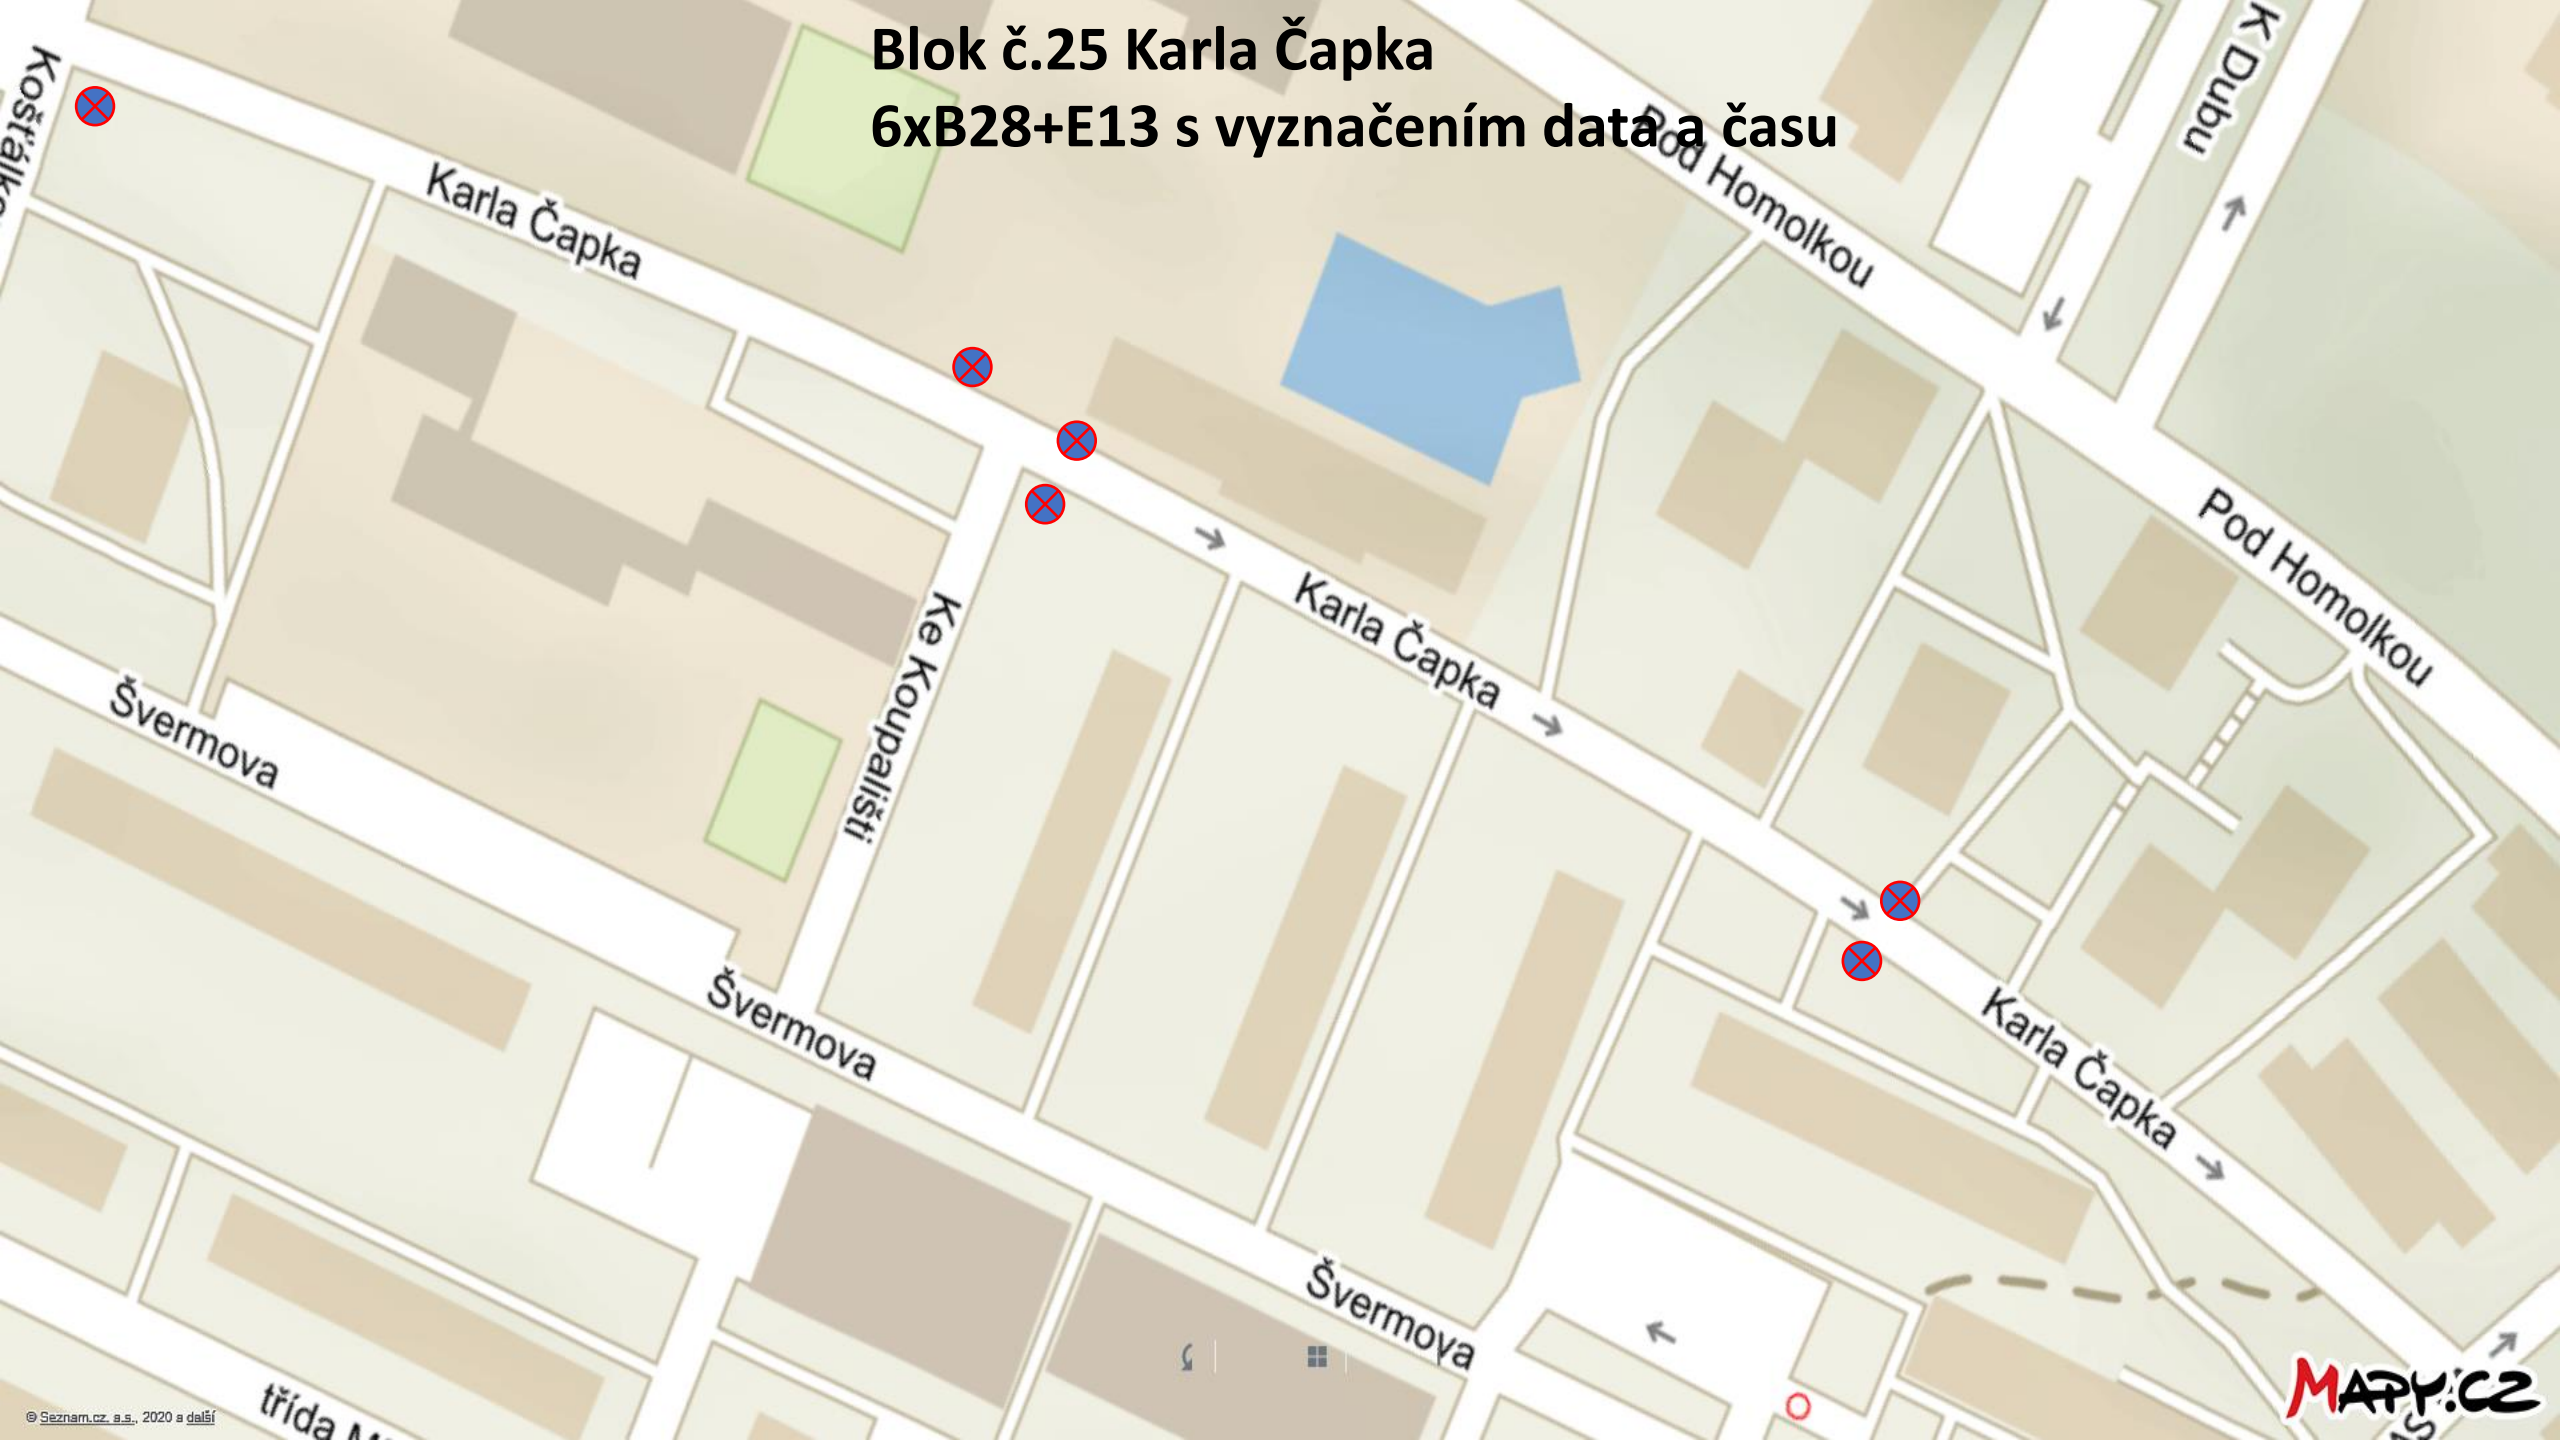 Blok č.25 Karla Čapka
6xB28+E13 s vyznačením data a času
K Dubu
Pod Homolkou
Karla Čapka
Pod Homolkou
Ke Koupališti
Karla Čapka
Švermova
Švermova
Karla Čapka
Švermova
třída
© Seznam.cz, a.s., 2020 a další
MAPY.CZ